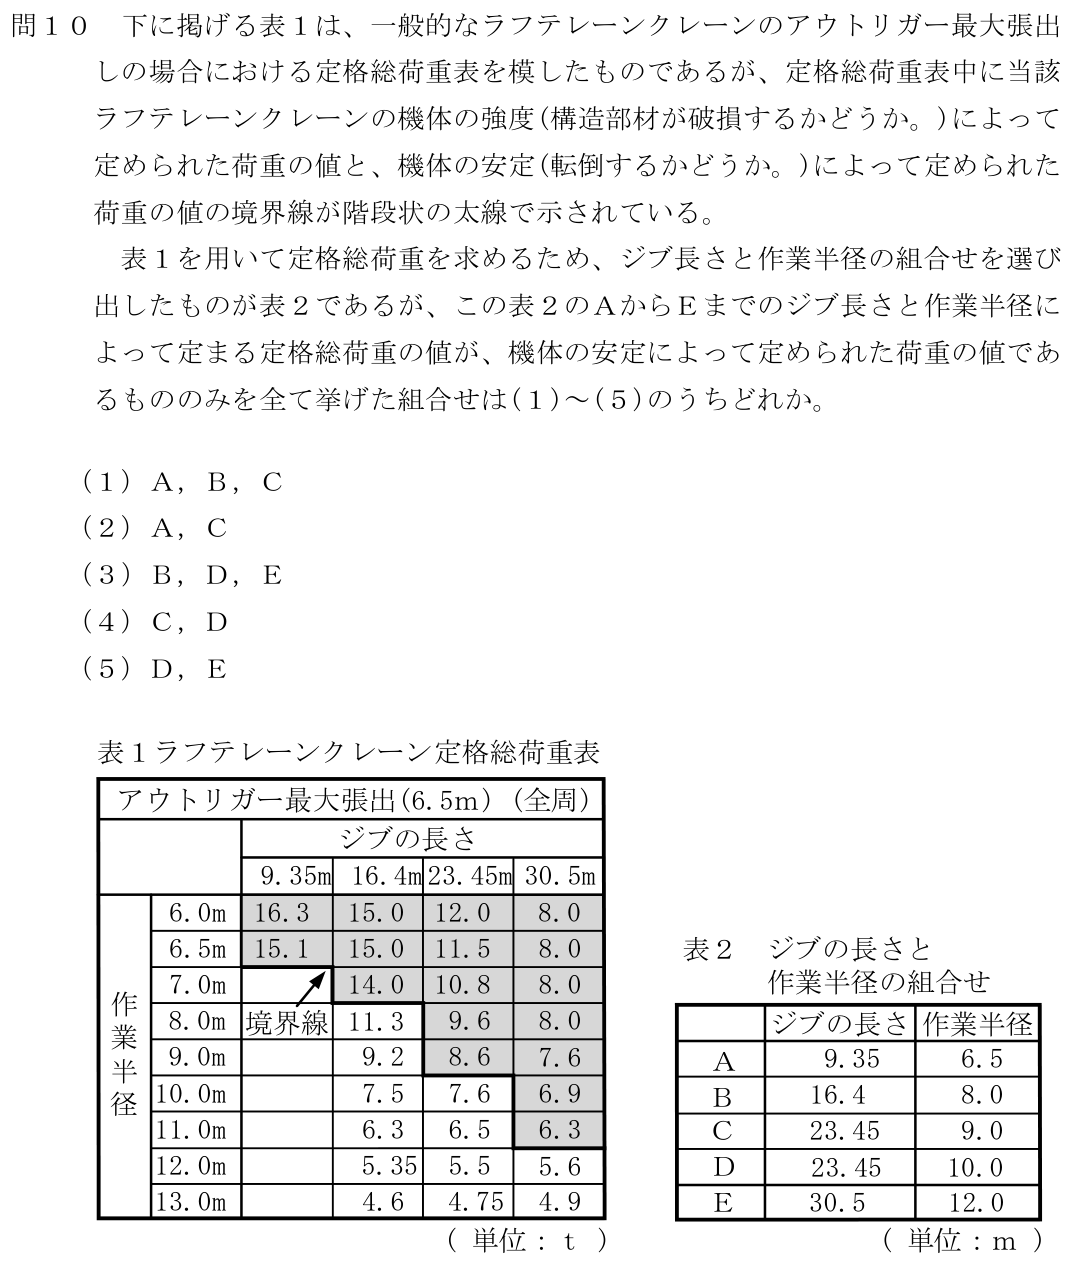 問１０　下に掲げる表１は、一般的なラフテレーンクレーンのアウトリガー最大張出
しの場合における定格総荷重表を模したものであるが、定格総荷重表中に当該
ラフテレーンクレーンの機体の強度(構造部材が破損するかどうか。)によって
定められた荷重の値と、機体の安定(転倒するかどうか。)によって定められた
荷重の値の境界線が階段状の太線で示されている。
表１を用いて定格総荷重を求めるため、ジブ長さと作業半径の組合せを選び
出したものが表２であるが、この表２のＡからＥまでのジブ長さと作業半径に
よって定まる定格総荷重の値が、機体の安定によって定められた荷重の値であ
るもののみを全て挙げた組合せは(１)～(５)のうちどれか。
(１) Ａ，Ｂ，Ｃ
(２) Ａ，Ｃ
(３) Ｂ，Ｄ，Ｅ
(４) Ｃ，Ｄ
(５) Ｄ，Ｅ
表１ラフテレーンクレーン定格総荷重表
アウトリガー最大張出(6.5m) (全周)
ジブの長さ
9.35m 16.4m 23.45m 30.5m
作業半径
6.0m 16.3 15.0 12.0 8.0
6.5m 15.1 15.0 11.5 8.0
7.0m 14.0 10.8 8.0
8.0m 境界線 11.3 9.6 8.0
9.0m 9.2 8.6 7.6
10.0m 7.5 7.6 6.9
11.0m 6.3 6.5 6.3
12.0m 5.35 5.5 5.6
13.0m 4.6 4.75 4.9
( 単位：ｔ )
表２　ジブの長さと
作業半径の組合せ
ジブの長さ 作業半径
Ａ 9.35 6.5
Ｂ 16.4 8.0
Ｃ 23.45 9.0
Ｄ 23.45 10.0
Ｅ 30.5 12.0
( 単位：ｍ )